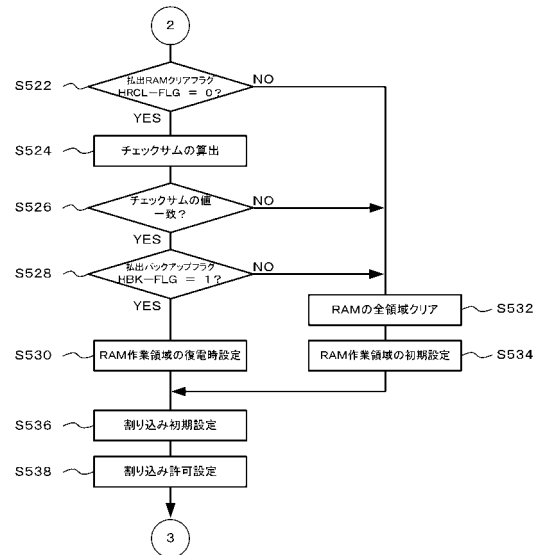 2
S522
払出RAMクリアフラグ
HRCL-FLG = 0?
NO
YES
S524
チェックサムの算出
S526
チェックサムの値
一致?
NO
YES
S528
払出バックアップフラグ
HBK-FLG = 1?
NO
YES
RAMの全領域クリア
S532
S530
RAM作業領域の復電時設定
RAM作業領域の初期設定
S534
S536
割り込み初期設定
S538
割り込み許可設定
3